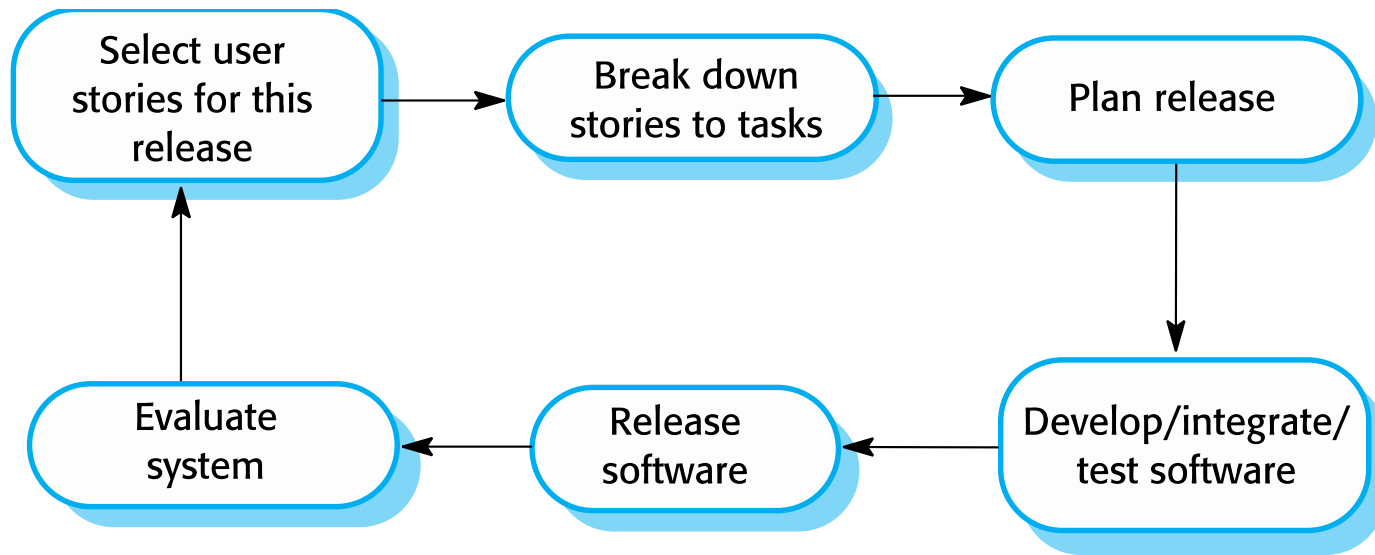 Select user
stories for this
release
Break down
stories to tasks
Plan release
Develop/integrate/
test software
Release
software
Evaluate
system